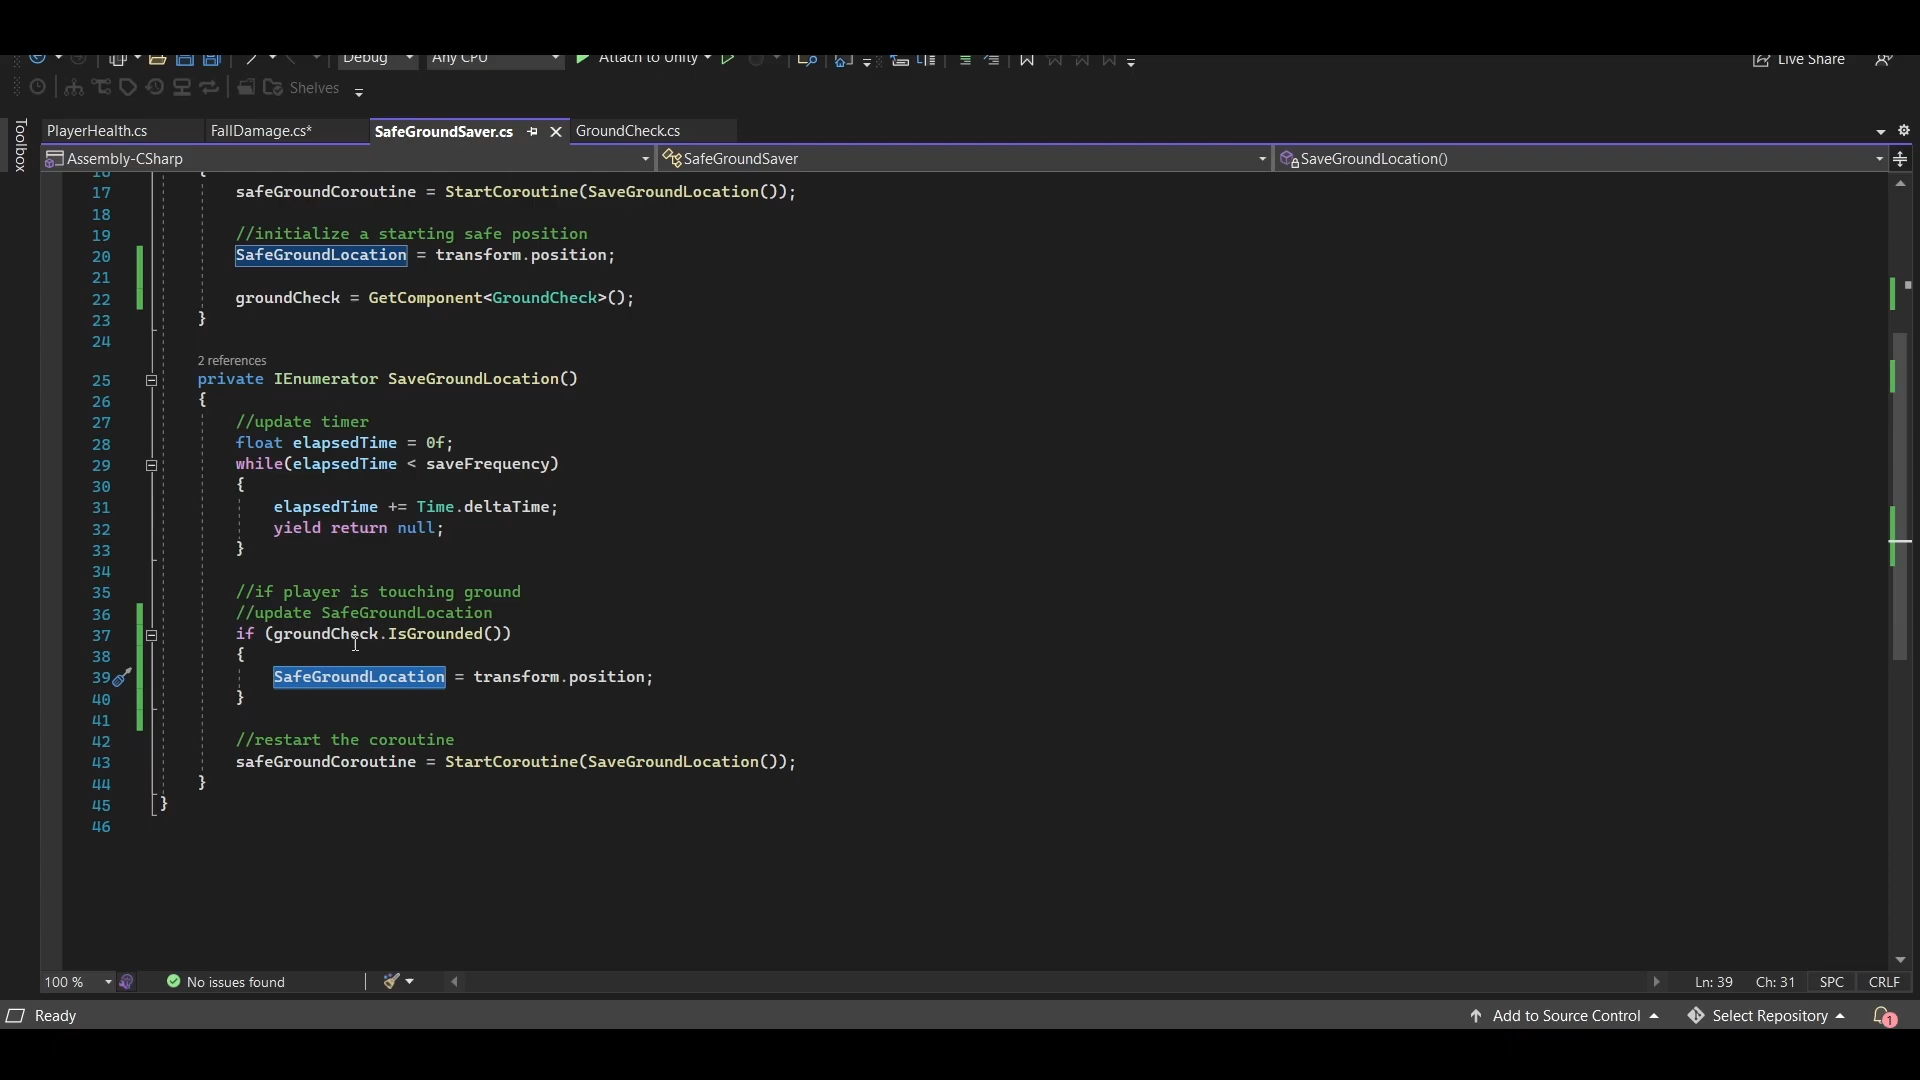 Debug
Any CPU
Attach to Unity
Live Share
Shelves
Toolbox
PlayerHealth.cs
FallDamage.cs*
SafeGroundSaver.cs
GroundCheck.cs
Assembly-CSharp
SafeGroundSaver
SaveGroundLocation()
16 {
17 safeGroundCoroutine = StartCoroutine(SaveGroundLocation());
18
19 //initialize a starting safe position
20 SafeGroundLocation = transform.position;
21
22 groundCheck = GetComponent<GroundCheck>();
23 }
24
2 references
25 private IEnumerator SaveGroundLocation()
26 {
27 //update timer
28 float elapsedTime = 0f;
29 while(elapsedTime < saveFrequency)
30 {
31 elapsedTime += Time.deltaTime;
32 yield return null;
33 }
34
35 //if player is touching ground
36 //update SafeGroundLocation
37 if (groundCheck.IsGrounded())
38 {
39 SafeGroundLocation = transform.position;
40 }
41
42 //restart the coroutine
43 safeGroundCoroutine = StartCoroutine(SaveGroundLocation());
44 }
45 }
46
100 %
No issues found
Ln: 39
Ch: 31
SPC
CRLF
Ready
Add to Source Control
Select Repository
1